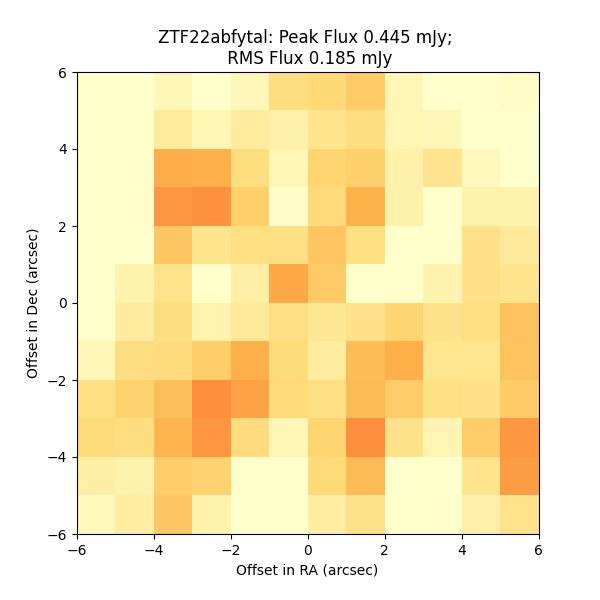 ZTF22abfytal: Peak Flux 0.445 mJy;
RMS Flux 0.185 mJy
6
4
2
0
−2
−4
−6
Offset in Dec (arcsec)
−6 −4 −2 0 2 4 6
Offset in RA (arcsec)